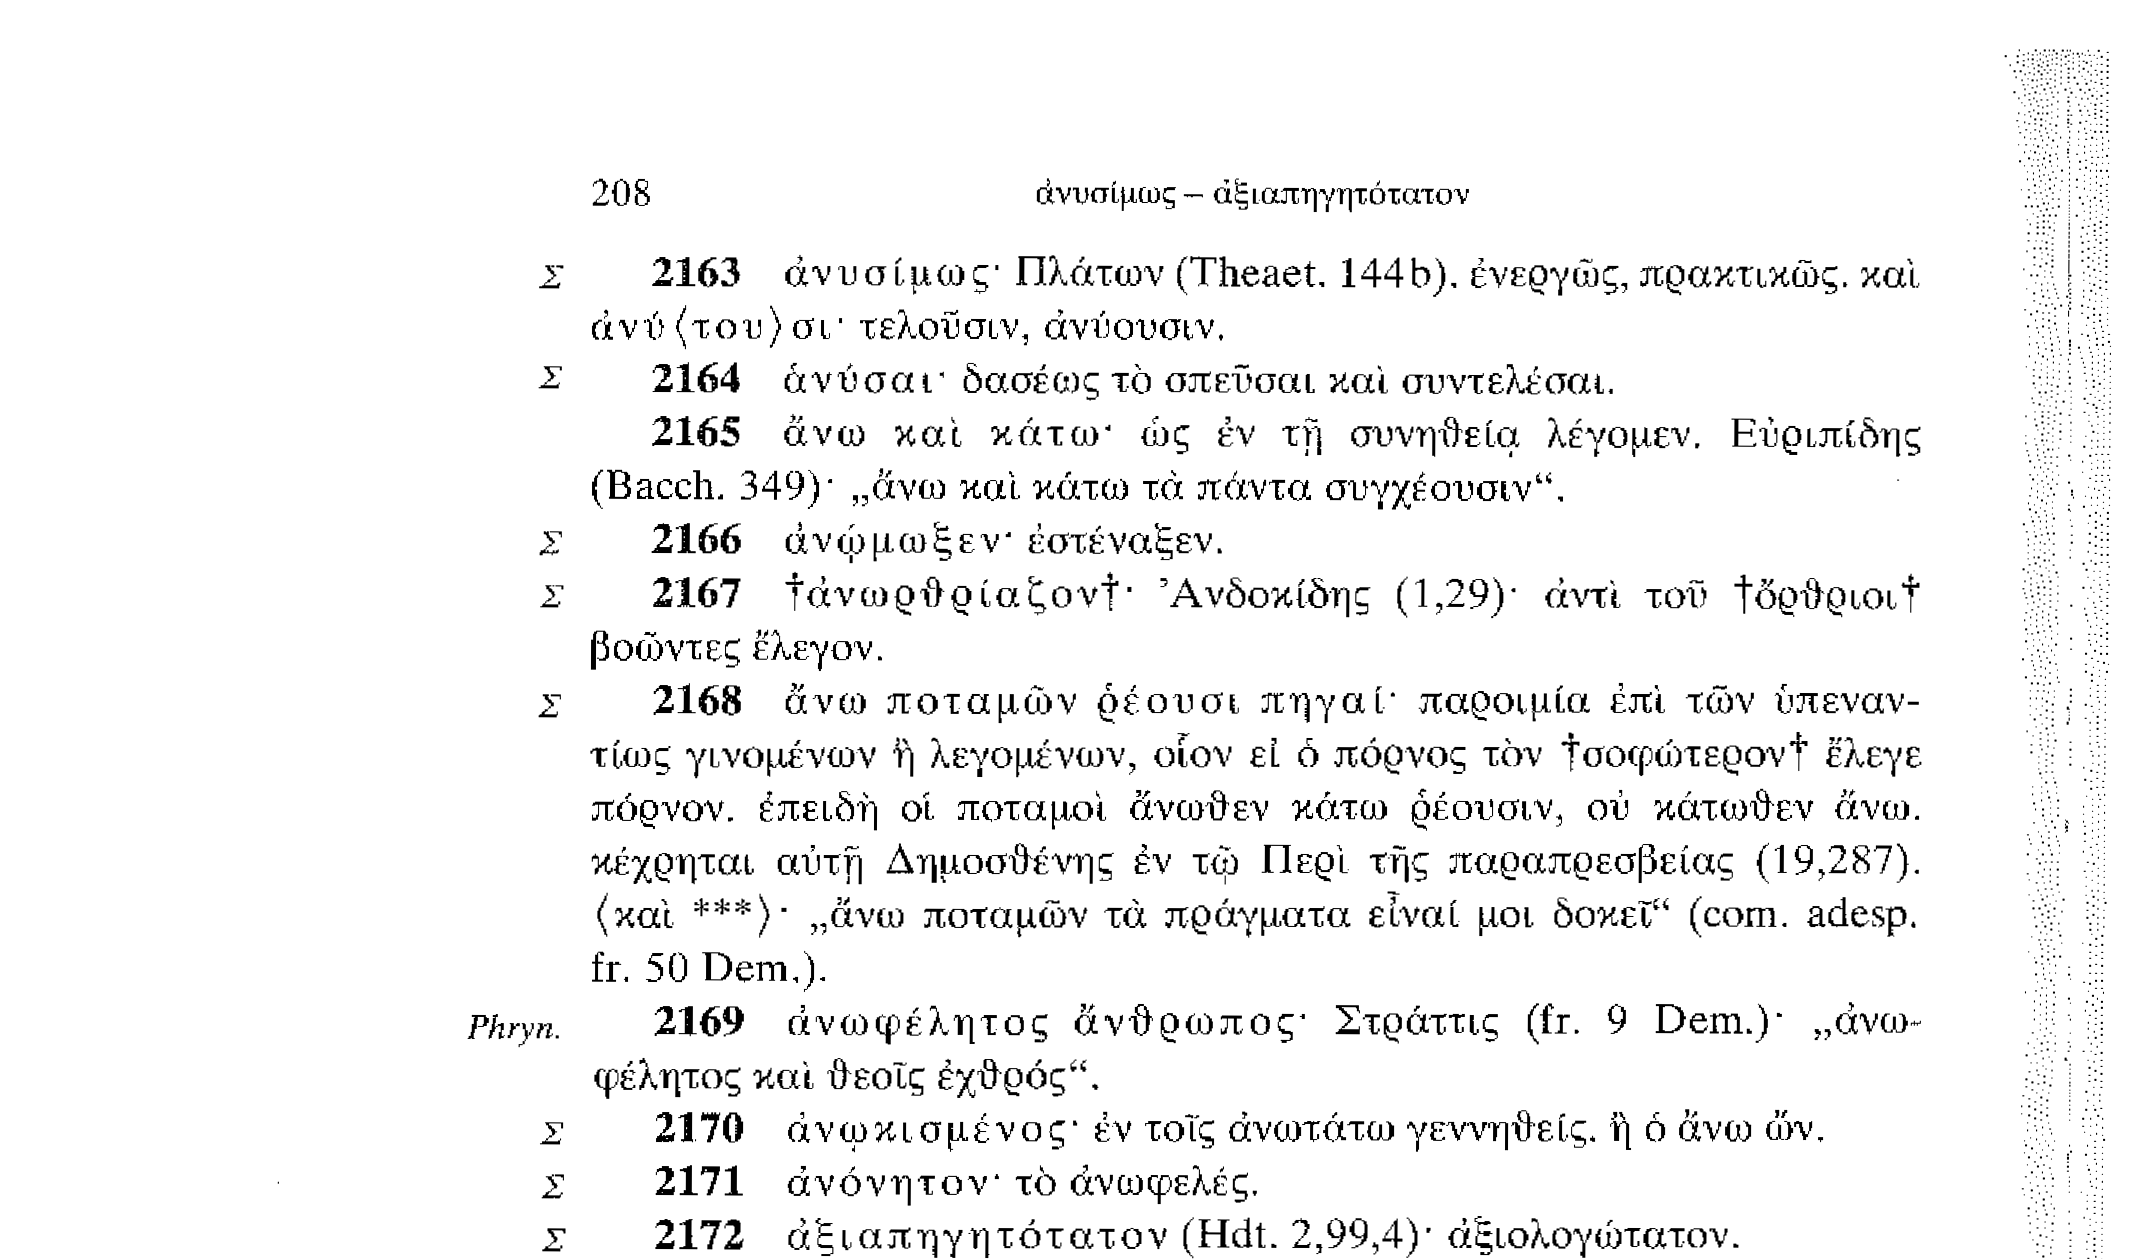 208 ἀνυσίμως – ἀξιαπηγητότατον
Σ 2163 ἀνυσίμως· Πλάτων (Theaet. 144b). ἐνεργῶς, πρακτικῶς. καὶ
ἀνύ⟨του⟩σι· τελοῦσιν, ἀνύουσιν.
Σ 2164 ἁνύσαι· δασέως τὸ σπεῦσαι καὶ συντελέσαι.
2165 ἄνω καὶ κάτω· ὡς ἐν τῇ συνηθείᾳ λέγομεν. Εὐριπίδης
(Bacch. 349)· „ἄνω καὶ κάτω τὰ πάντα συγχέουσιν“.
Σ 2166 ἀνῴμωξεν· ἐστέναξεν.
Σ 2167 †ἀνωρθρίαζον†· Ἀνδοκίδης (1,29)· ἀντὶ τοῦ †ὄρθριοι†
βοῶντες ἔλεγον.
Σ 2168 ἄνω ποταμῶν ῥέουσι πηγαί· παροιμία ἐπὶ τῶν ὑπεναν-
τίως γινομένων ἢ λεγομένων, οἷον εἰ ὁ πόρνος τὸν †σοφώτερον† ἔλεγε
πόρνον. ἐπειδὴ οἱ ποταμοὶ ἄνωθεν κάτω ῥέουσιν, οὐ κάτωθεν ἄνω.
κέχρηται αὐτῇ Δημοσθένης ἐν τῷ Περὶ τῆς παραπρεσβείας (19,287).
⟨καὶ ***⟩· „ἄνω ποταμῶν τὰ πράγματα εἶναί μοι δοκεῖ“ (com. adesp.
fr. 50 Dem.).
Phryn. 2169 ἀνωφέλητος ἄνθρωπος· Στράττις (fr. 9 Dem.)· „ἀνω-
φέλητος καὶ θεοῖς ἐχθρός“.
Σ 2170 ἀνῳκισμένος· ἐν τοῖς ἀνωτάτω γεννηθείς. ἢ ὁ ἄνω ὤν.
Σ 2171 ἀνόνητον· τὸ ἀνωφελές.
Σ 2172 ἀξιαπηγητότατον (Hdt. 2,99,4)· ἀξιολογώτατον.